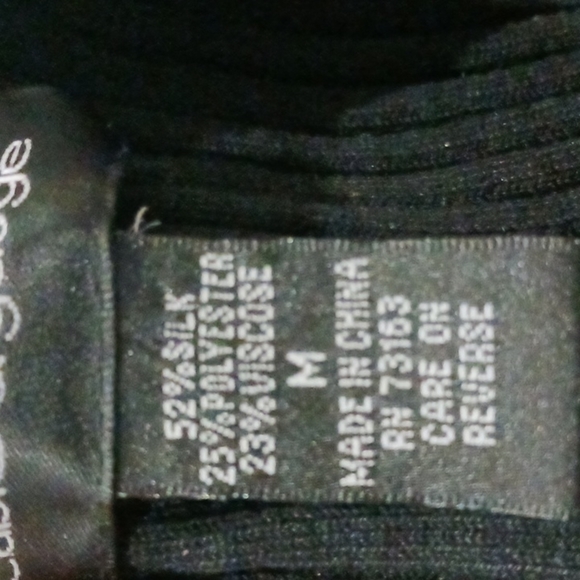 52%SILK
25%POLYESTER
23%VISCOSE
M
MADE IN CHINA
RN 73163
CARE ON
REVERSE